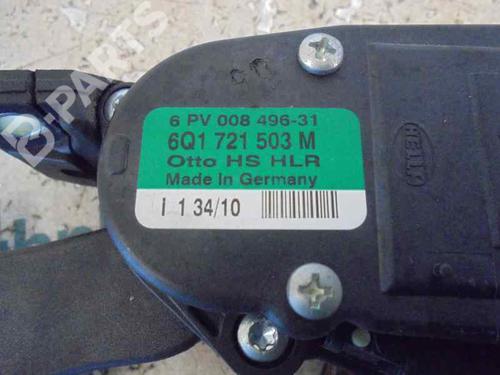 B-PARTS
6 PV 008 496-31
6Q1 721 503 M
Otto HS HLR
Made In Germany
I 1 34/10
HELLA